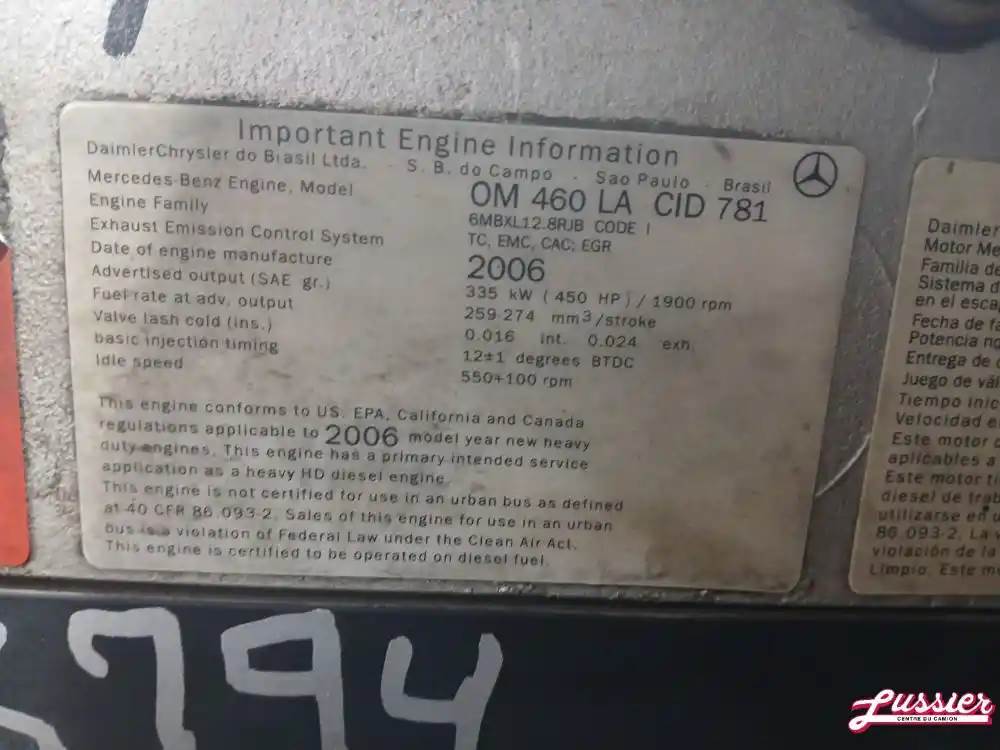 Important Engine Information
DaimlerChrysler do Brasil Ltda. - S. B. do Campo - Sao Paulo - Brasil
Mercedes-Benz Engine, Model OM 460 LA CID 781
Engine Family 6MBXL12.8RJB CODE I
Exhaust Emission Control System TC, EMC, CAC, EGR
Date of engine manufacture 2006
Advertised output (SAE gr.) 335 kW (450 HP) / 1900 rpm
Fuel rate at adv. output 259-274 mm³/stroke
Valve lash cold (ins.) 0.016 int. 0.024 exh.
basic injection timing 12±1 degrees BTDC
Idle speed 550+100 rpm
This engine conforms to US. EPA, California and Canada
regulations applicable to 2006 model year new heavy
duty engines. This engine has a primary intended service
application as a heavy HD diesel engine.
This engine is not certified for use in an urban bus as defined
at 40 CFR 86.093-2. Sales of this engine for use in an urban
bus is a violation of Federal Law under the Clean Air Act.
This engine is certified to be operated on diesel fuel.
Daimler
Motor Me
Familia de
Sistema d
en el escap
Fecha de f
Potencia no
Entrega de
Juego de vál
Tiempo inic
Velocidad e
Este motor
aplicables a
Este motor ti
diesel de trab
utilizarse en u
86.093-2. La v
violación de la
Limpio. Este mo
794
Lussier
CENTRE DU CAMION